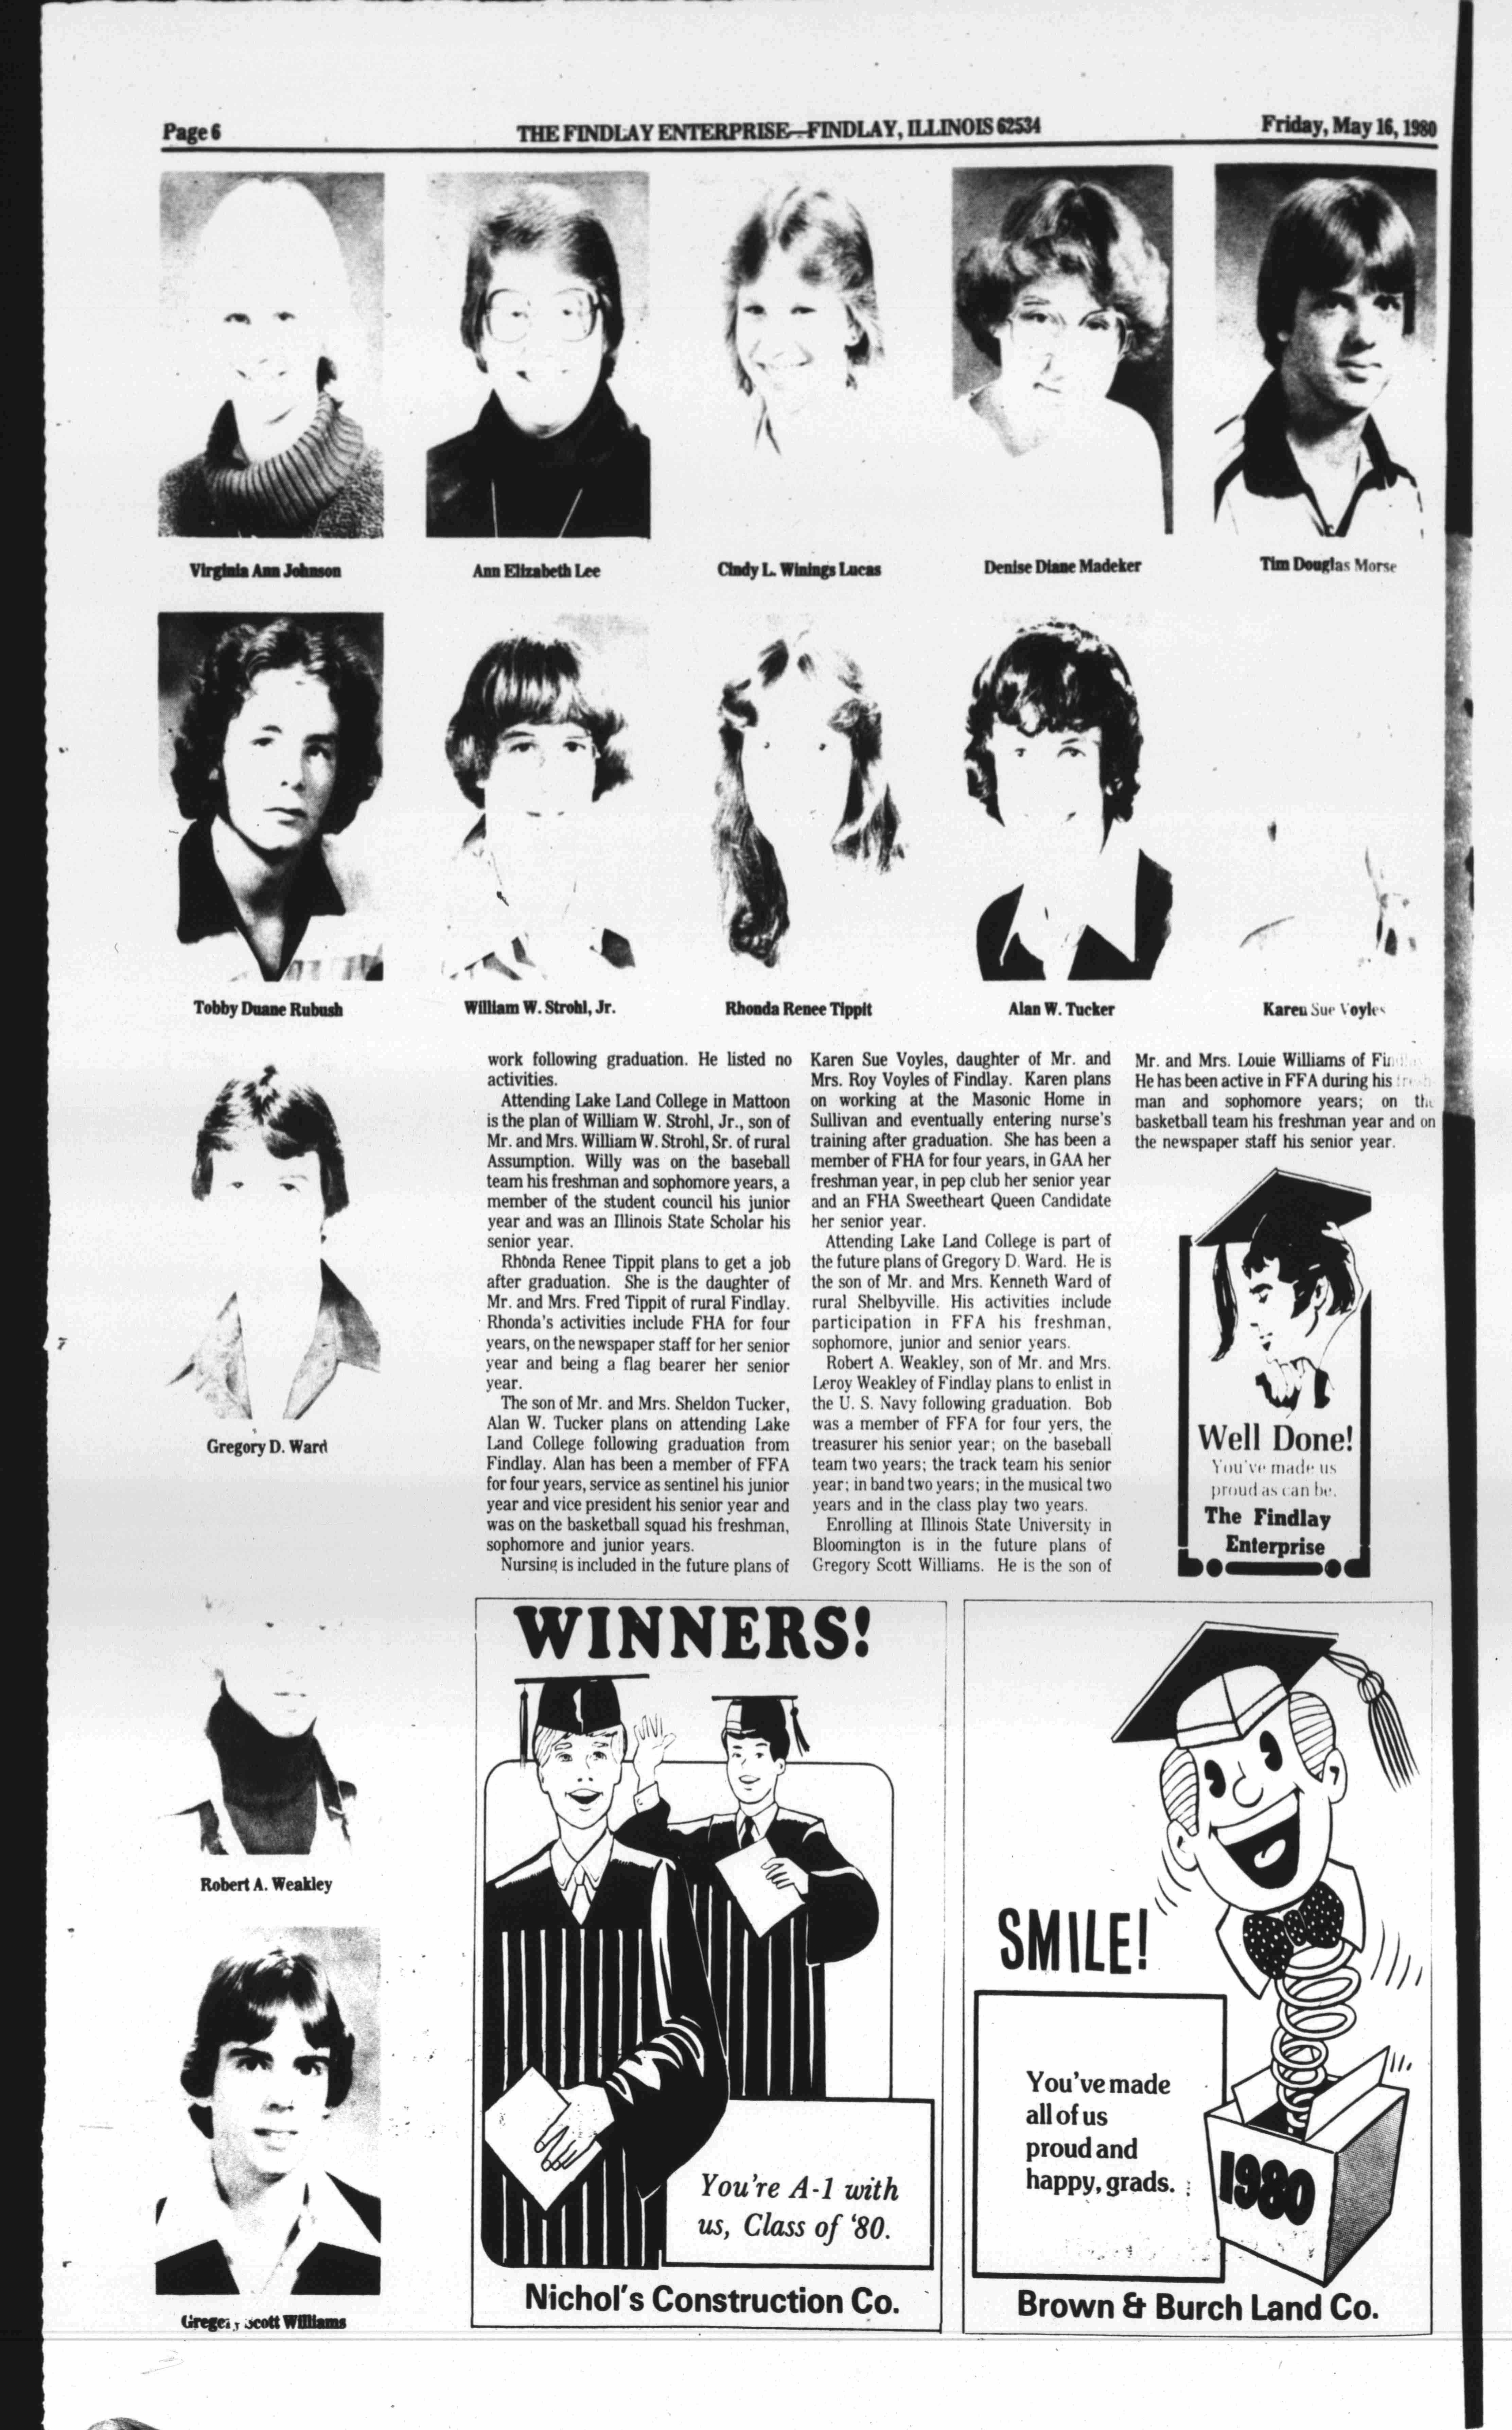 Page 6
THE FINDLAY ENTERPRISE—FINDLAY, ILLINOIS 62534
Friday, May 16, 1980
Virginia Ann Johnson
Ann Elizabeth Lee
Cindy L. Winings Lucas
Denise Diane Madeker
Tim Douglas Morse
Tobby Duane Rubush
William W. Strohl, Jr.
Rhonda Renee Tippit
Alan W. Tucker
Karen Sue Voyles
Gregory D. Ward
Robert A. Weakley
Gregory Scott Williams
work following graduation. He listed no
activities.
Attending Lake Land College in Mattoon
is the plan of William W. Strohl, Jr., son of
Mr. and Mrs. William W. Strohl, Sr. of rural
Assumption. Willy was on the baseball
team his freshman and sophomore years, a
member of the student council his junior
year and was an Illinois State Scholar his
senior year.
Rhonda Renee Tippit plans to get a job
after graduation. She is the daughter of
Mr. and Mrs. Fred Tippit of rural Findlay.
Rhonda's activities include FHA for four
years, on the newspaper staff for her senior
year and being a flag bearer her senior
year.
The son of Mr. and Mrs. Sheldon Tucker,
Alan W. Tucker plans on attending Lake
Land College following graduation from
Findlay. Alan has been a member of FFA
for four years, service as sentinel his junior
year and vice president his senior year and
was on the basketball squad his freshman,
sophomore and junior years.
Nursing is included in the future plans of
Karen Sue Voyles, daughter of Mr. and
Mrs. Roy Voyles of Findlay. Karen plans
on working at the Masonic Home in
Sullivan and eventually entering nurse's
training after graduation. She has been a
member of FHA for four years, in GAA her
freshman year, in pep club her senior year
and an FHA Sweetheart Queen Candidate
her senior year.
Attending Lake Land College is part of
the future plans of Gregory D. Ward. He is
the son of Mr. and Mrs. Kenneth Ward of
rural Shelbyville. His activities include
participation in FFA his freshman,
sophomore, junior and senior years.
Robert A. Weakley, son of Mr. and Mrs.
Leroy Weakley of Findlay plans to enlist in
the U. S. Navy following graduation. Bob
was a member of FFA for four yers, the
treasurer his senior year; on the baseball
team two years; the track team his senior
year; in band two years; in the musical two
years and in the class play two years.
Enrolling at Illinois State University in
Bloomington is in the future plans of
Gregory Scott Williams. He is the son of
Mr. and Mrs. Louie Williams of Findlay.
He has been active in FFA during his fresh-
man and sophomore years; on the
basketball team his freshman year and on
the newspaper staff his senior year.
Well Done!
You've made us
proud as can be.
The Findlay
Enterprise
WINNERS!
You're A-1 with
us, Class of '80.
Nichol's Construction Co.
SMILE!
You've made
all of us
proud and
happy, grads.
1980
Brown & Burch Land Co.